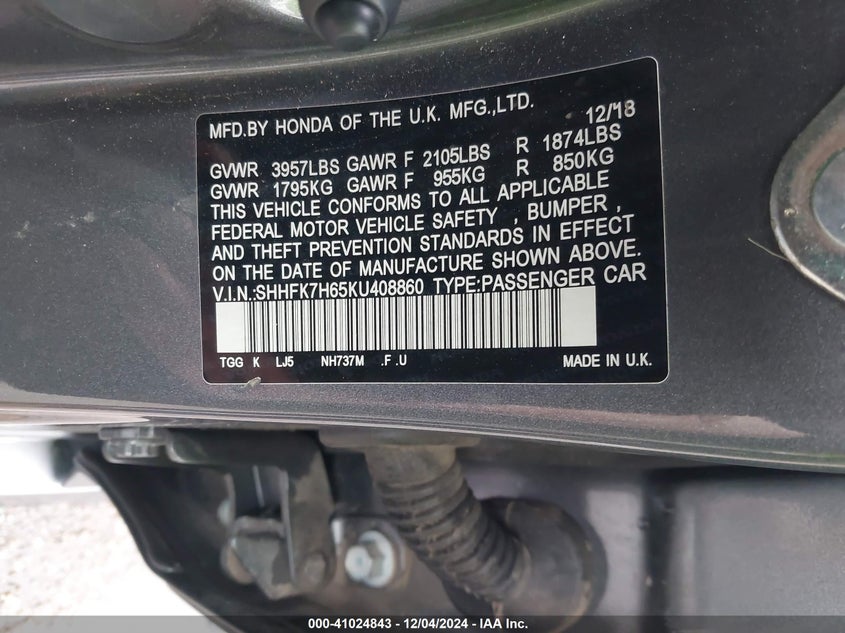 MFD.BY HONDA OF THE U.K. MFG.,LTD. 12/18
GVWR 3957LBS GAWR F 2105LBS R 1874LBS
GVWR 1795KG GAWR F 955KG R 850KG
THIS VEHICLE CONFORMS TO ALL APPLICABLE
FEDERAL MOTOR VEHICLE SAFETY , BUMPER ,
AND THEFT PREVENTION STANDARDS IN EFFECT
ON THE DATE OF MANUFACTURE SHOWN ABOVE.
V.I.N.:SHHFK7H65KU408860 TYPE:PASSENGER CAR
TGG K LJ5 NH737M .F .U MADE IN U.K.
000-41024843 / 12/04/2024 - IAA Inc.